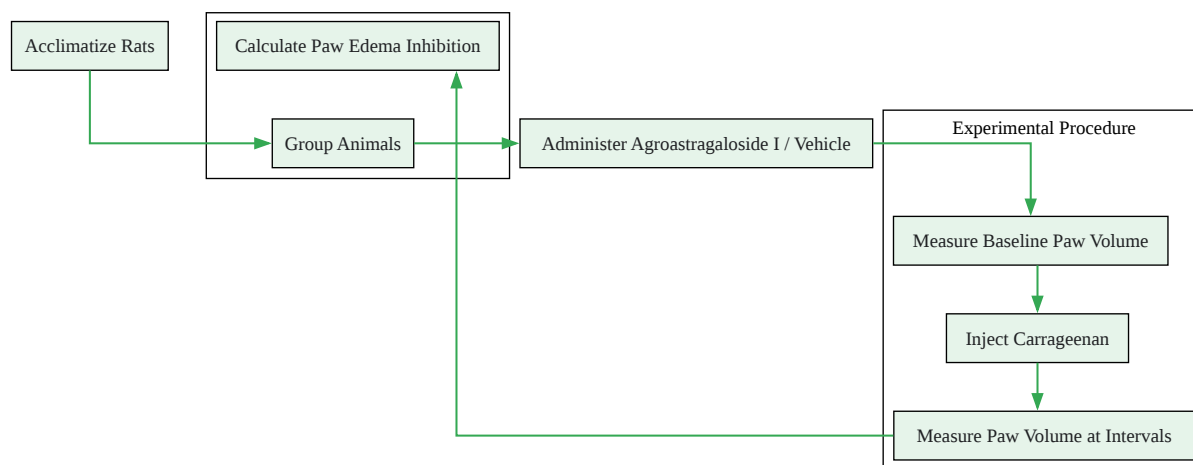 Acclimatize Rats
Calculate Paw Edema Inhibition
Group Animals
Administer Agroastragaloside I / Vehicle
Experimental Procedure
Measure Baseline Paw Volume
Inject Carrageenan
Measure Paw Volume at Intervals